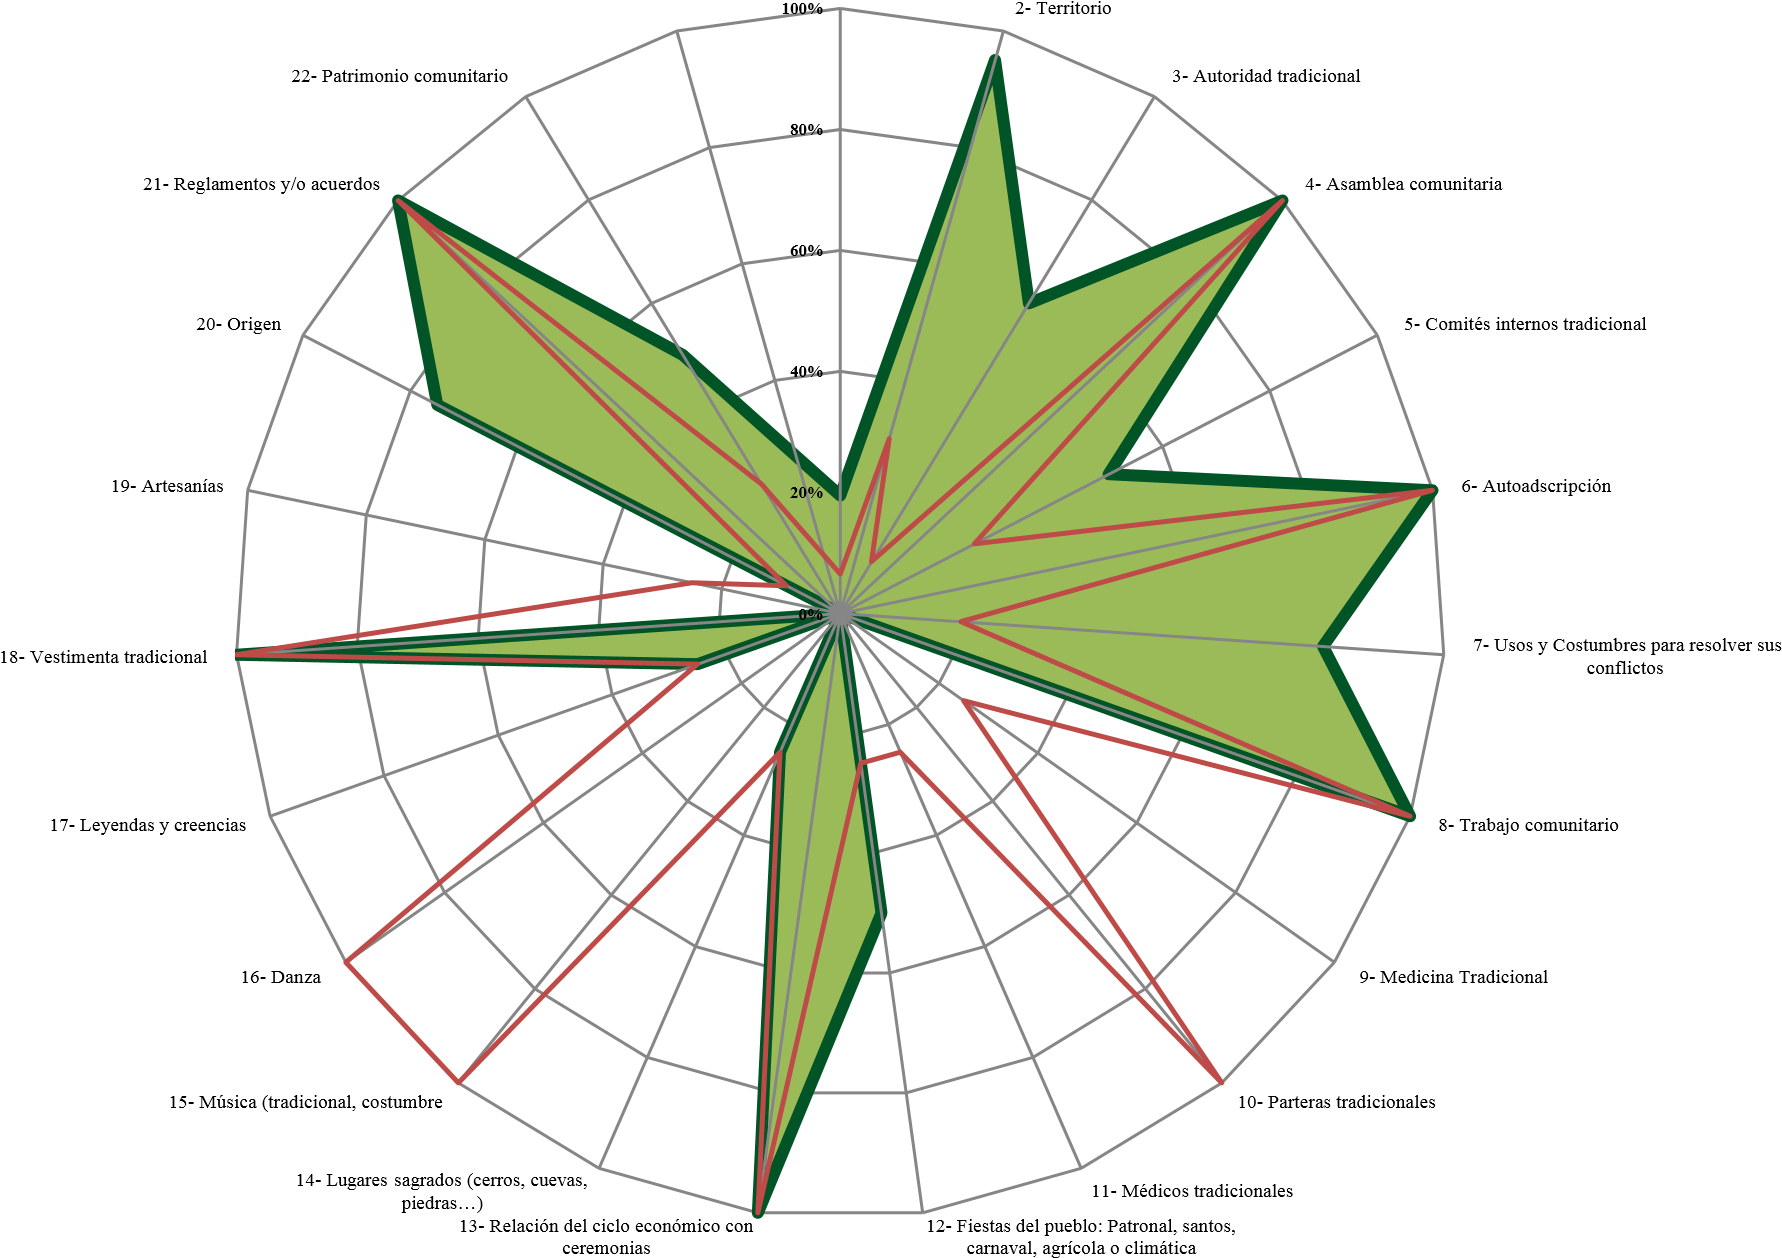 100%
80%
60%
40%
20%
0%
2- Territorio
3- Autoridad tradicional
4- Asamblea comunitaria
5- Comités internos tradicional
6- Autoadscripción
7- Usos y Costumbres para resolver sus
conflictos
8- Trabajo comunitario
9- Medicina Tradicional
10- Parteras tradicionales
11- Médicos tradicionales
12- Fiestas del pueblo: Patronal, santos,
carnaval, agrícola o climática
13- Relación del ciclo económico con
ceremonias
14- Lugares sagrados (cerros, cuevas,
piedras…)
15- Música (tradicional, costumbre
16- Danza
17- Leyendas y creencias
18- Vestimenta tradicional
19- Artesanías
20- Origen
21- Reglamentos y/o acuerdos
22- Patrimonio comunitario